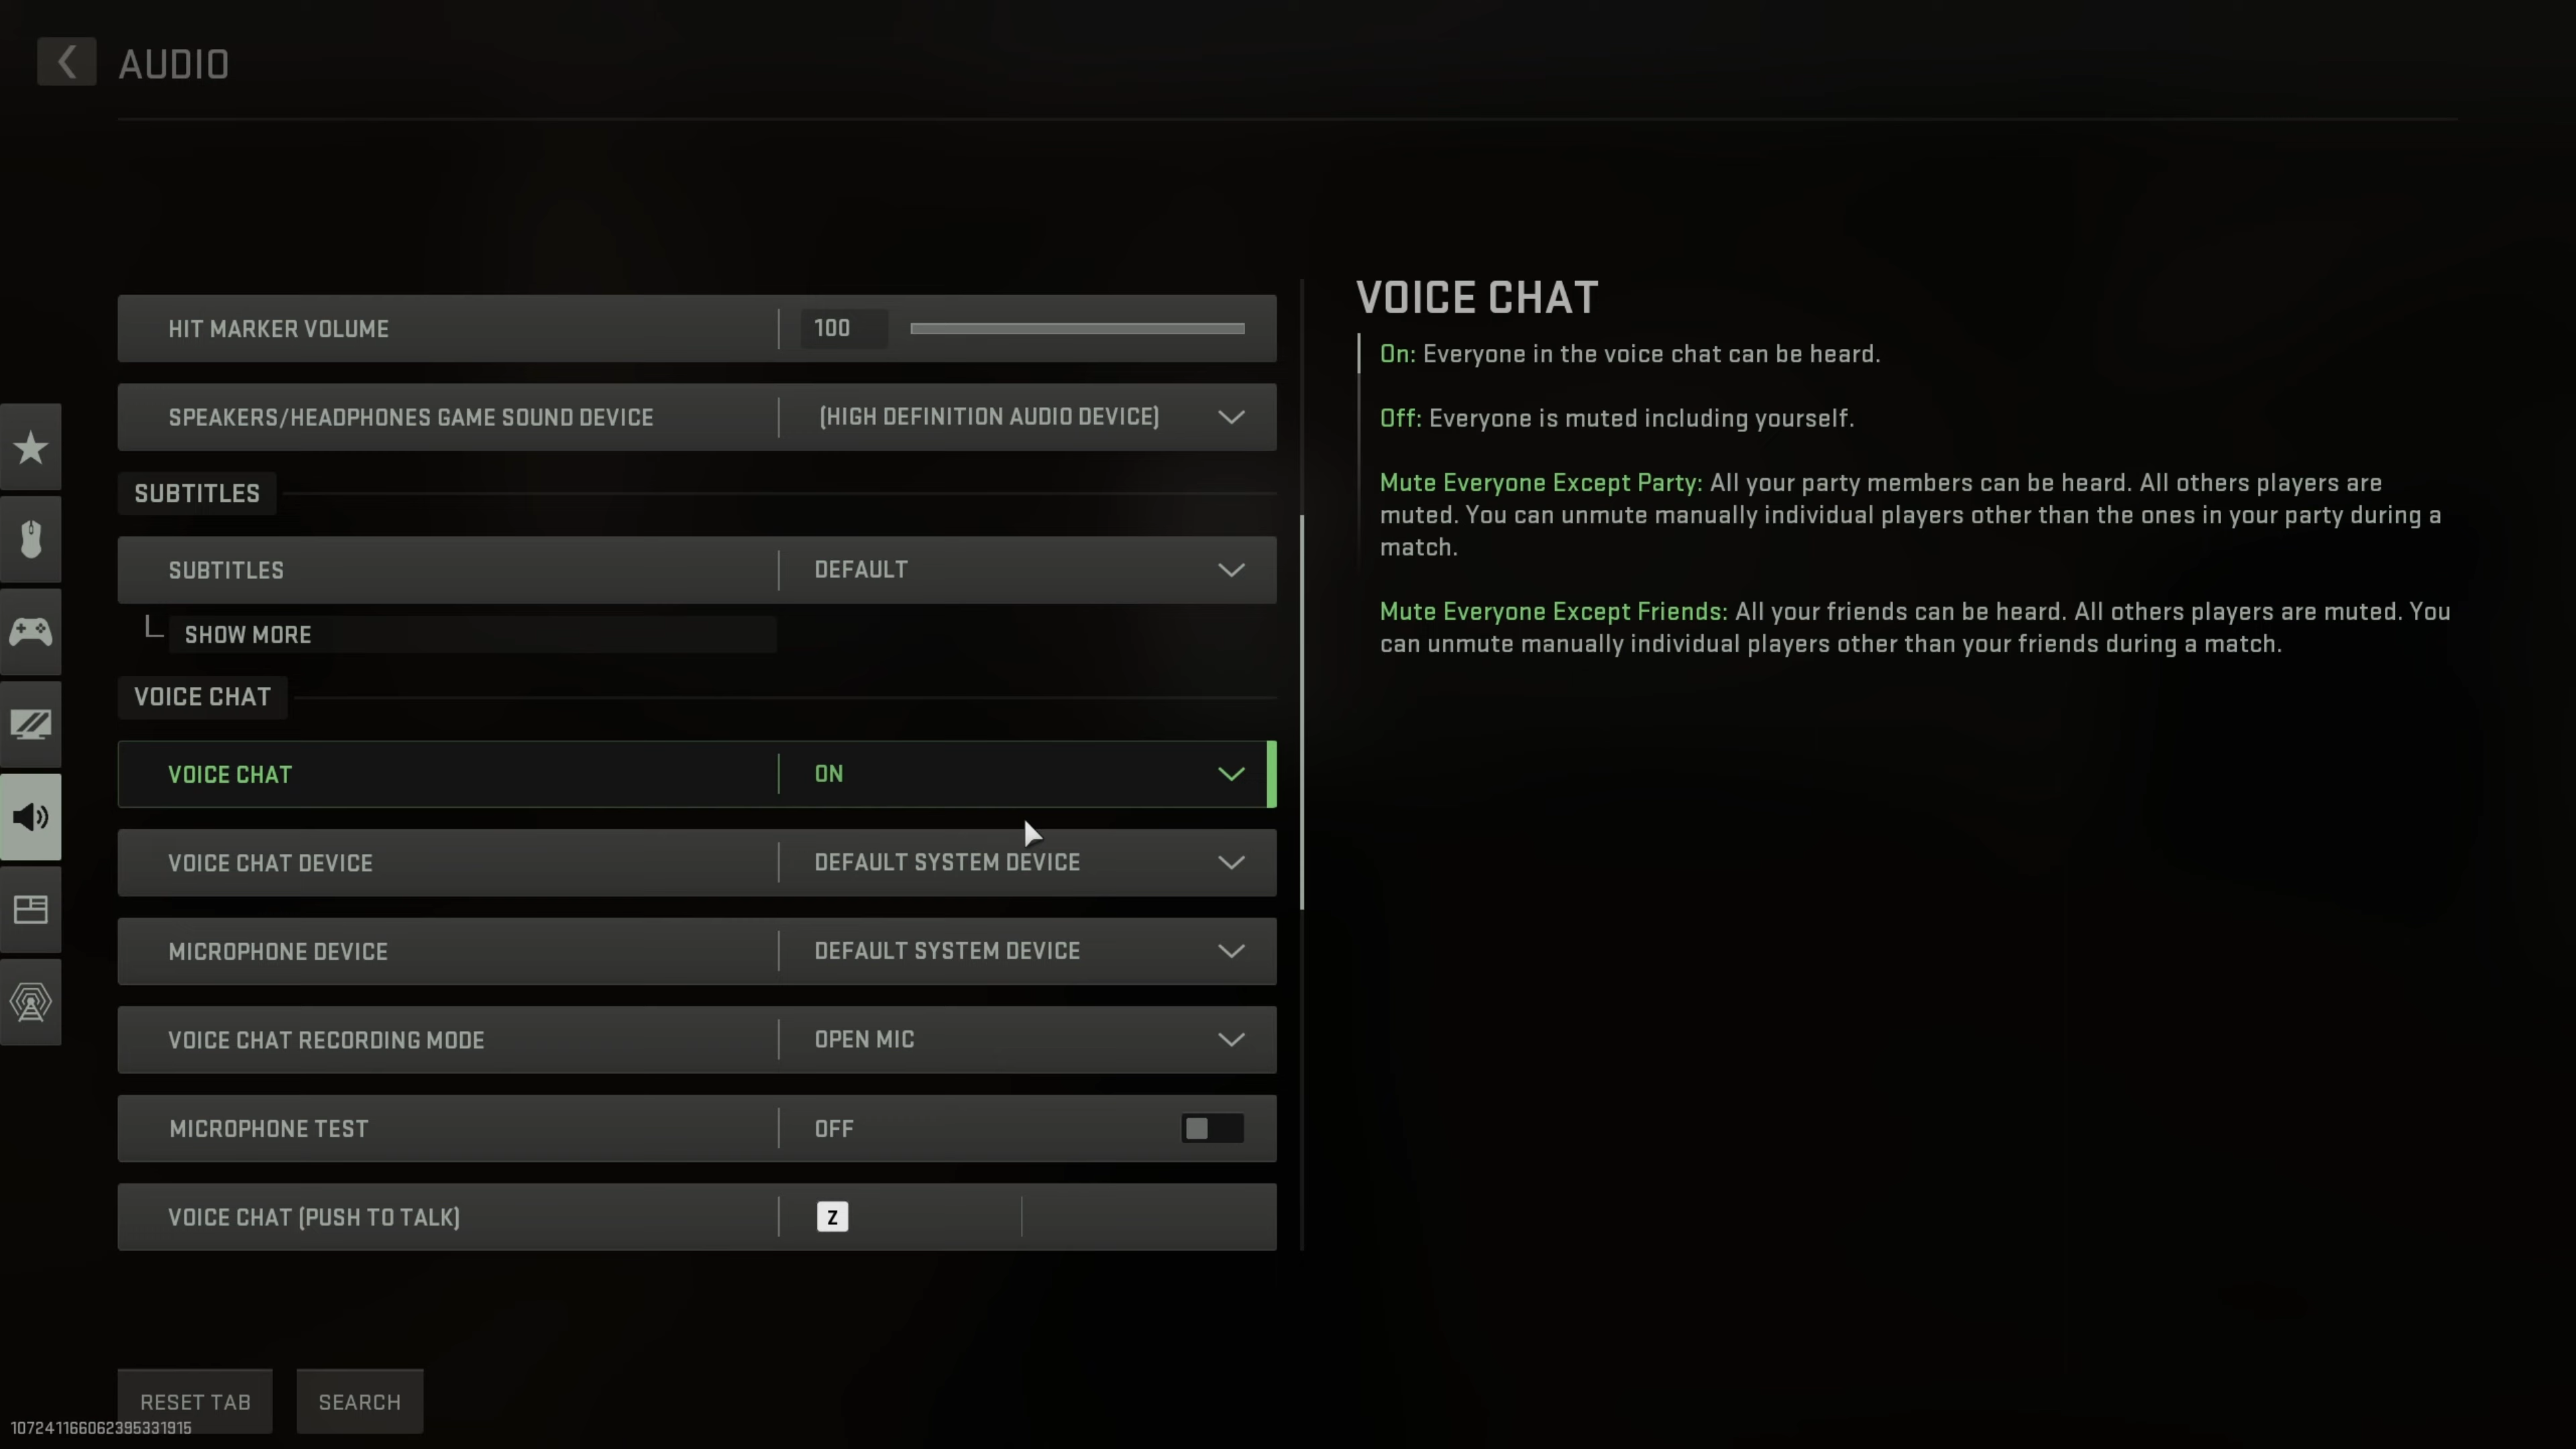 AUDIO
HIT MARKER VOLUME 100
SPEAKERS/HEADPHONES GAME SOUND DEVICE (HIGH DEFINITION AUDIO DEVICE)
SUBTITLES
SUBTITLES DEFAULT
SHOW MORE
VOICE CHAT
VOICE CHAT ON
VOICE CHAT DEVICE DEFAULT SYSTEM DEVICE
MICROPHONE DEVICE DEFAULT SYSTEM DEVICE
VOICE CHAT RECORDING MODE OPEN MIC
MICROPHONE TEST OFF
VOICE CHAT (PUSH TO TALK) Z
VOICE CHAT
On: Everyone in the voice chat can be heard.
Off: Everyone is muted including yourself.
Mute Everyone Except Party: All your party members can be heard. All others players are
muted. You can unmute manually individual players other than the ones in your party during a
match.
Mute Everyone Except Friends: All your friends can be heard. All others players are muted. You
can unmute manually individual players other than your friends during a match.
RESET TAB SEARCH
107241166062395331915